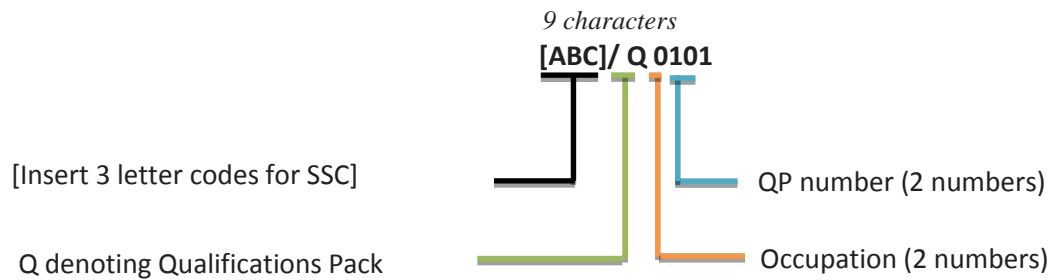 9 characters
[ABC]/ Q 0101
[Insert 3 letter codes for SSC]
QP number (2 numbers)
Q denoting Qualifications Pack
Occupation (2 numbers)